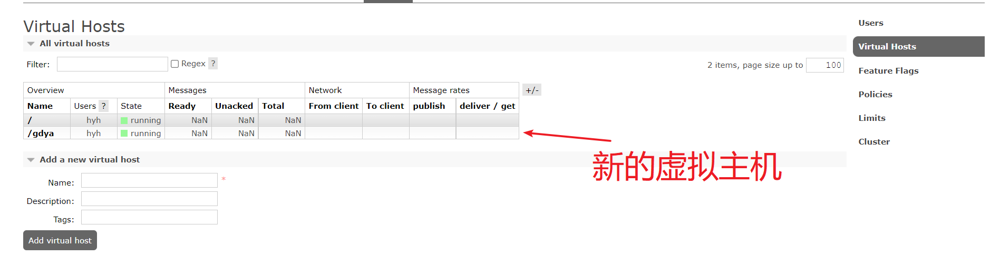 Virtual Hosts
All virtual hosts
Filter: Regex ? 2 items, page size up to 100
Overview Messages Network Message rates +/-
Name Users ? State Ready Unacked Total From client To client publish deliver / get
/ hyh running NaN NaN NaN
/gdya hyh running NaN NaN NaN
新的虚拟主机
Add a new virtual host
Name: *
Description:
Tags:
Add virtual host
Users
Virtual Hosts
Feature Flags
Policies
Limits
Cluster